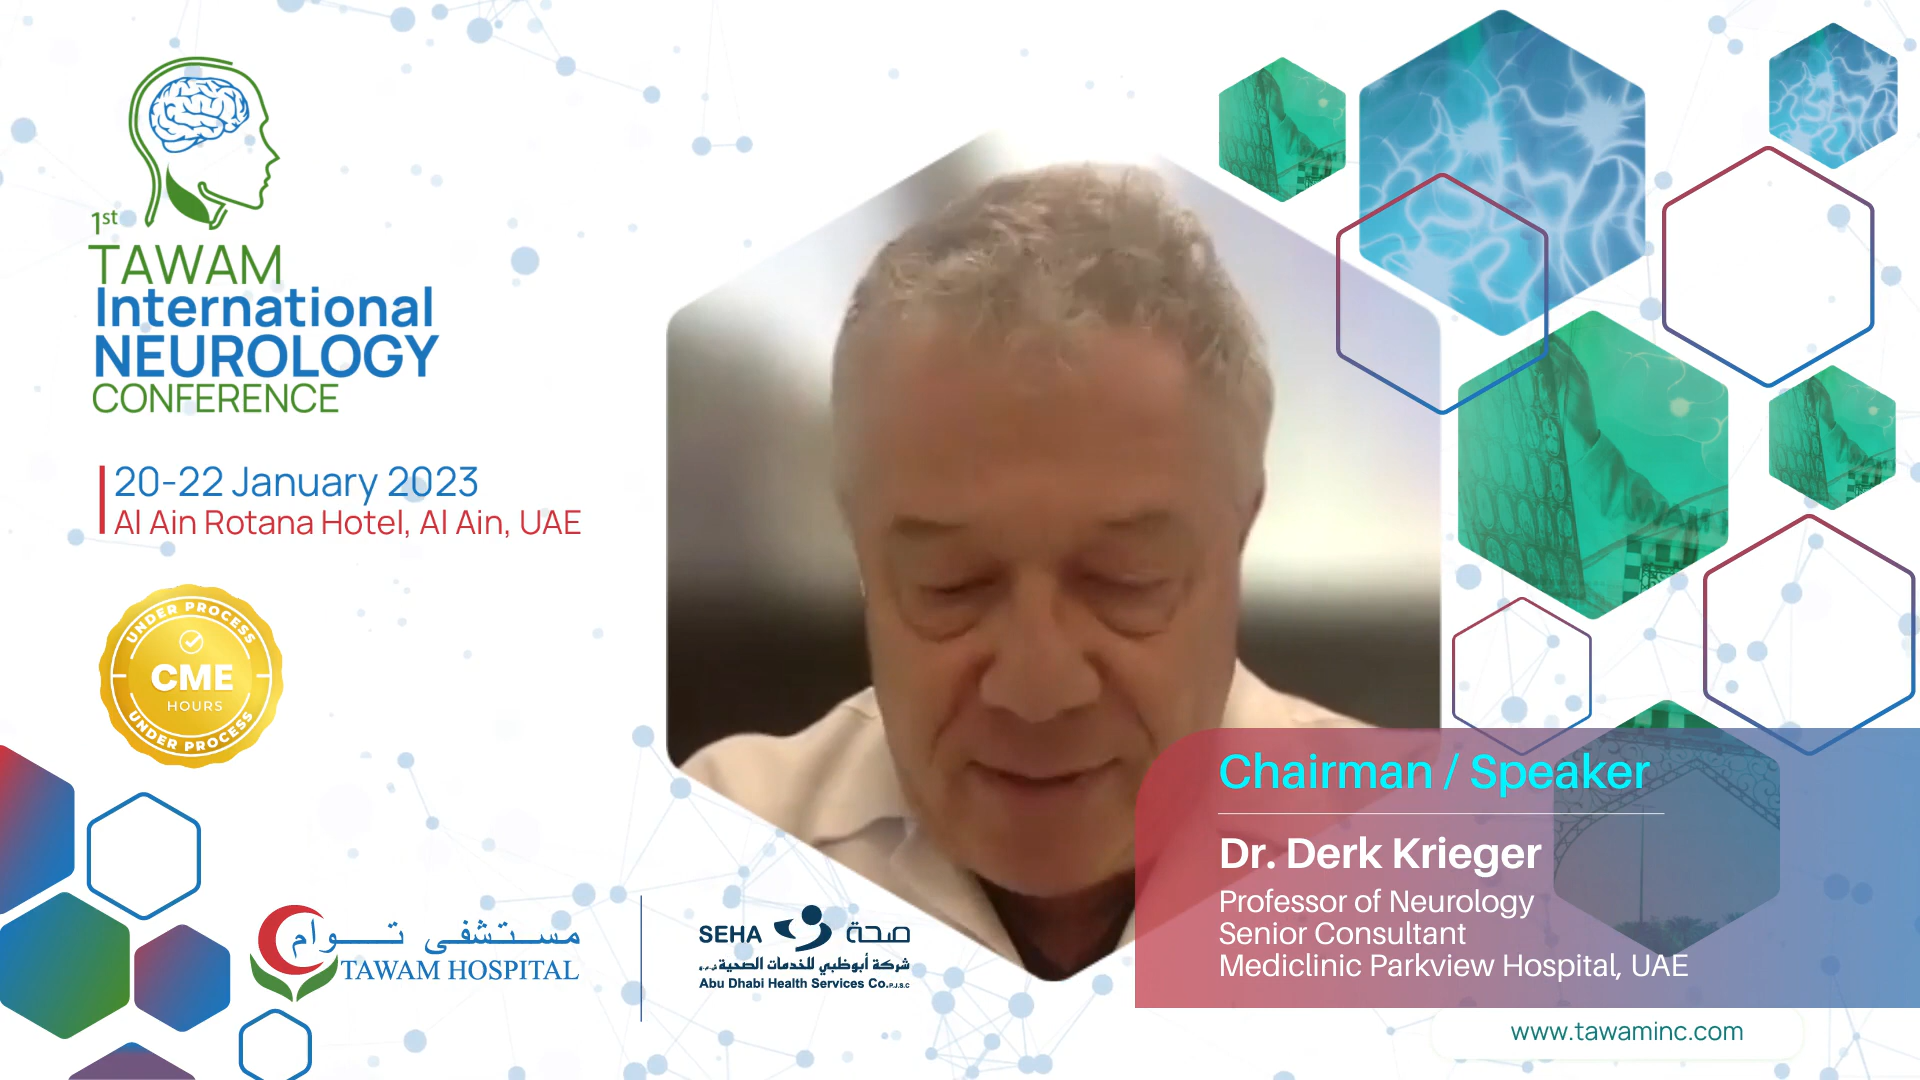 1st
TAWAM
International
NEUROLOGY
CONFERENCE
20-22 January 2023
Al Ain Rotana Hotel, Al Ain, UAE
UNDER PROCESS
CME
HOURS
UNDER PROCESS
مستشفى توام
TAWAM HOSPITAL
SEHA صحة
شركة أبوظبي للخدمات الصحية ش.م.ع
Abu Dhabi Health Services Co. P.J.S.C
Chairman / Speaker
Dr. Derk Krieger
Professor of Neurology
Senior Consultant
Mediclinic Parkview Hospital, UAE
www.tawaminc.com